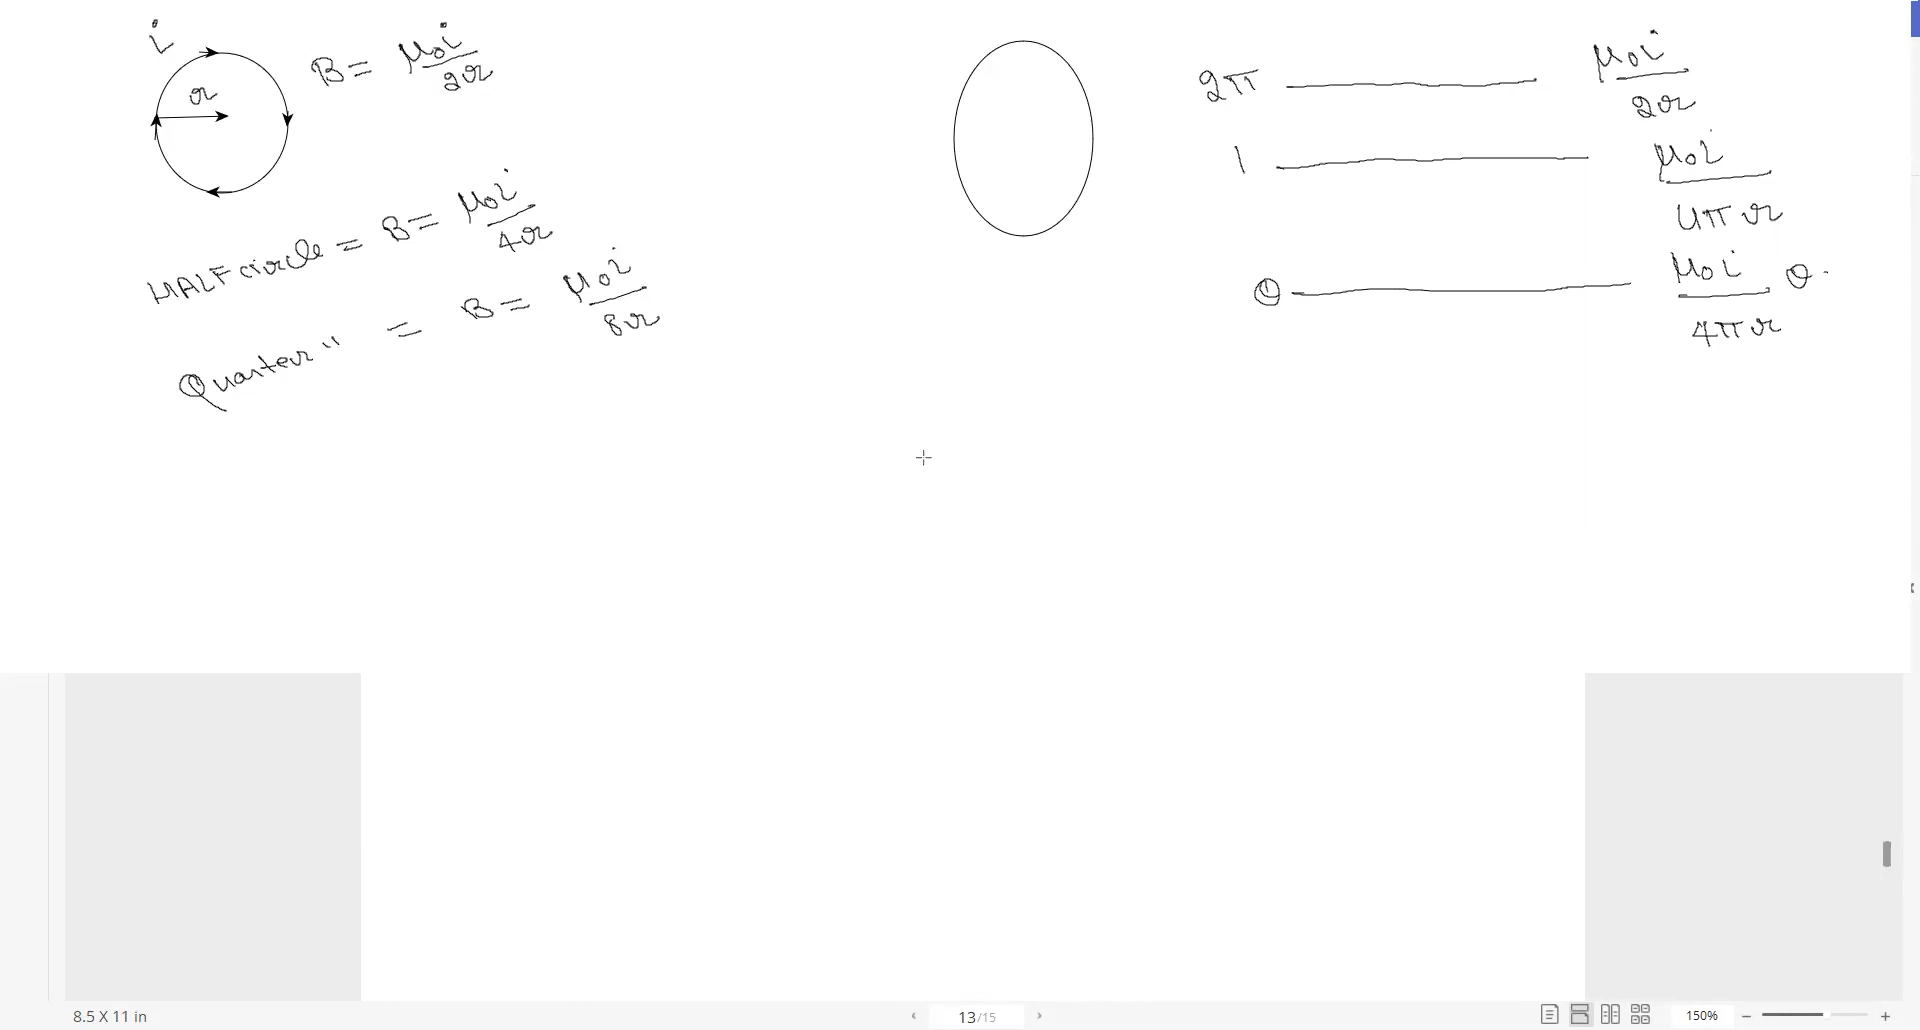 i
r
B = μ₀i/2r
HALF circle = B = μ₀i/4r
Quarter " = B = μ₀i/8r
2π — μ₀i/2r
1 — μ₀i/4πr
θ — μ₀i/4πr θ.
8.5 X 11 in
‹ 13/15 ›
150% − +